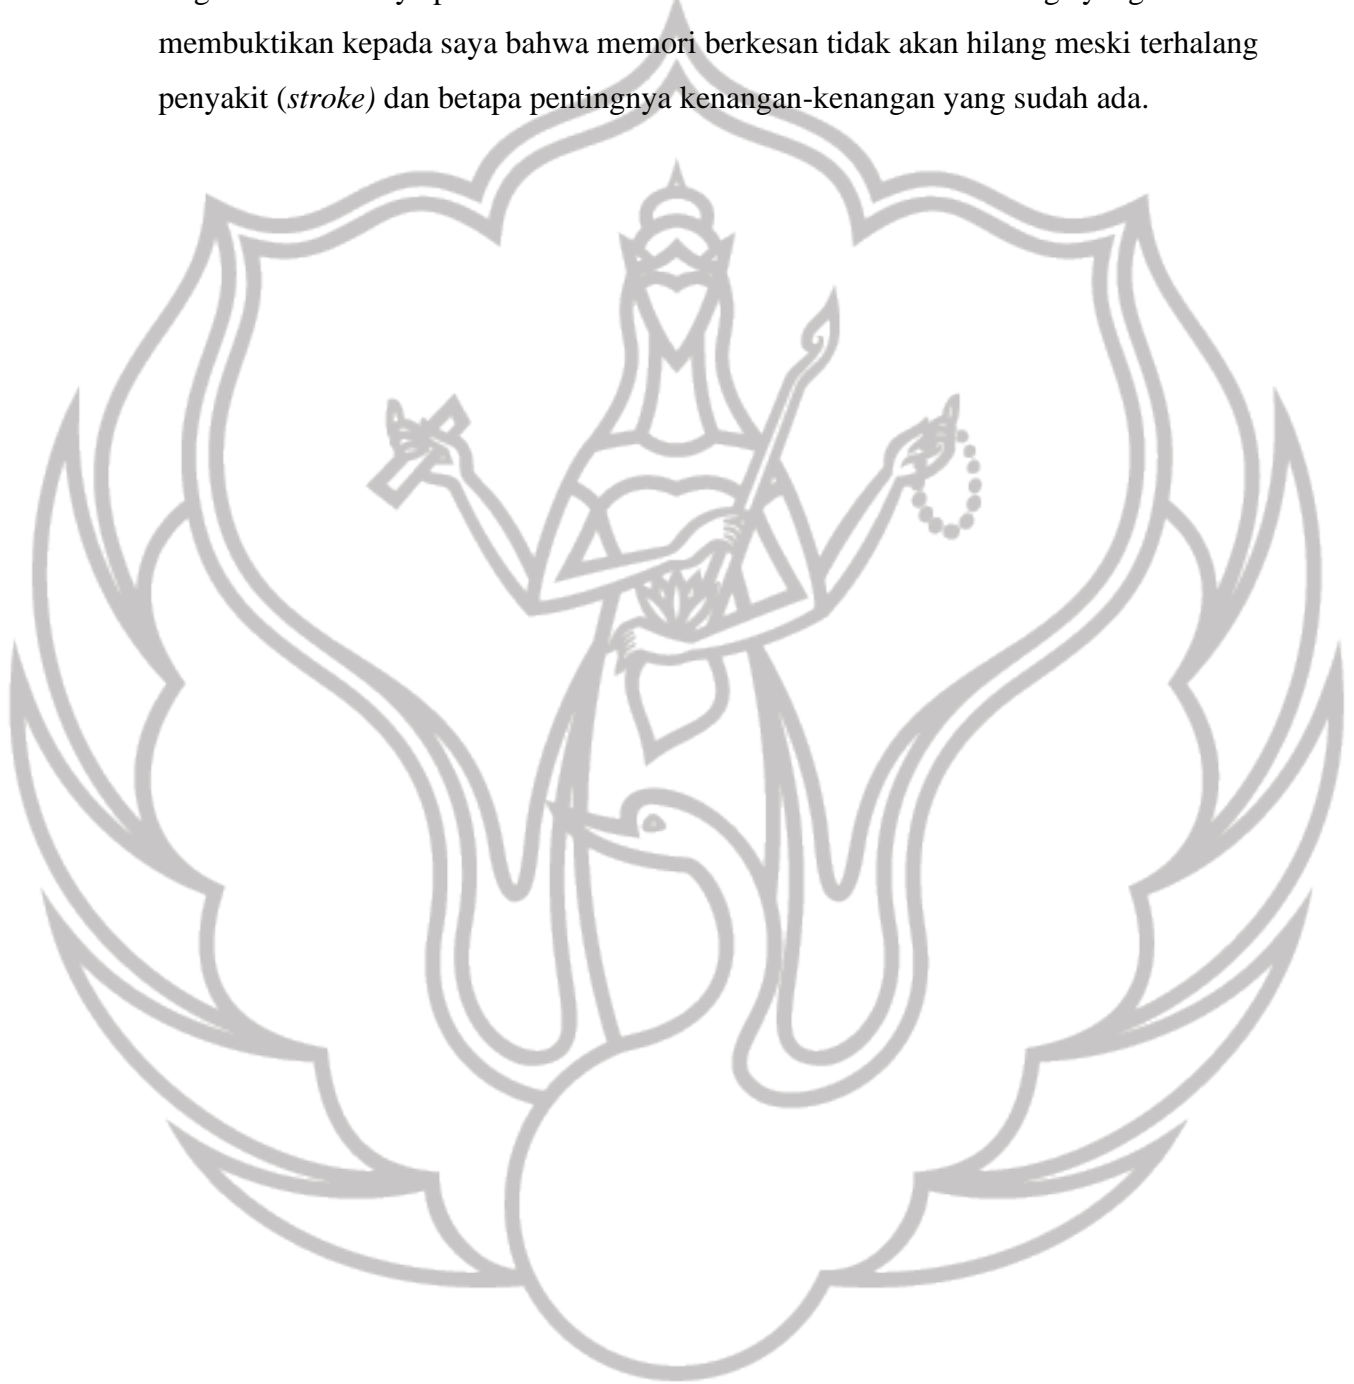 membuktikan kepada saya bahwa memori berkesan tidak akan hilang meski terhalang
penyakit (stroke) dan betapa pentingnya kenangan-kenangan yang sudah ada.